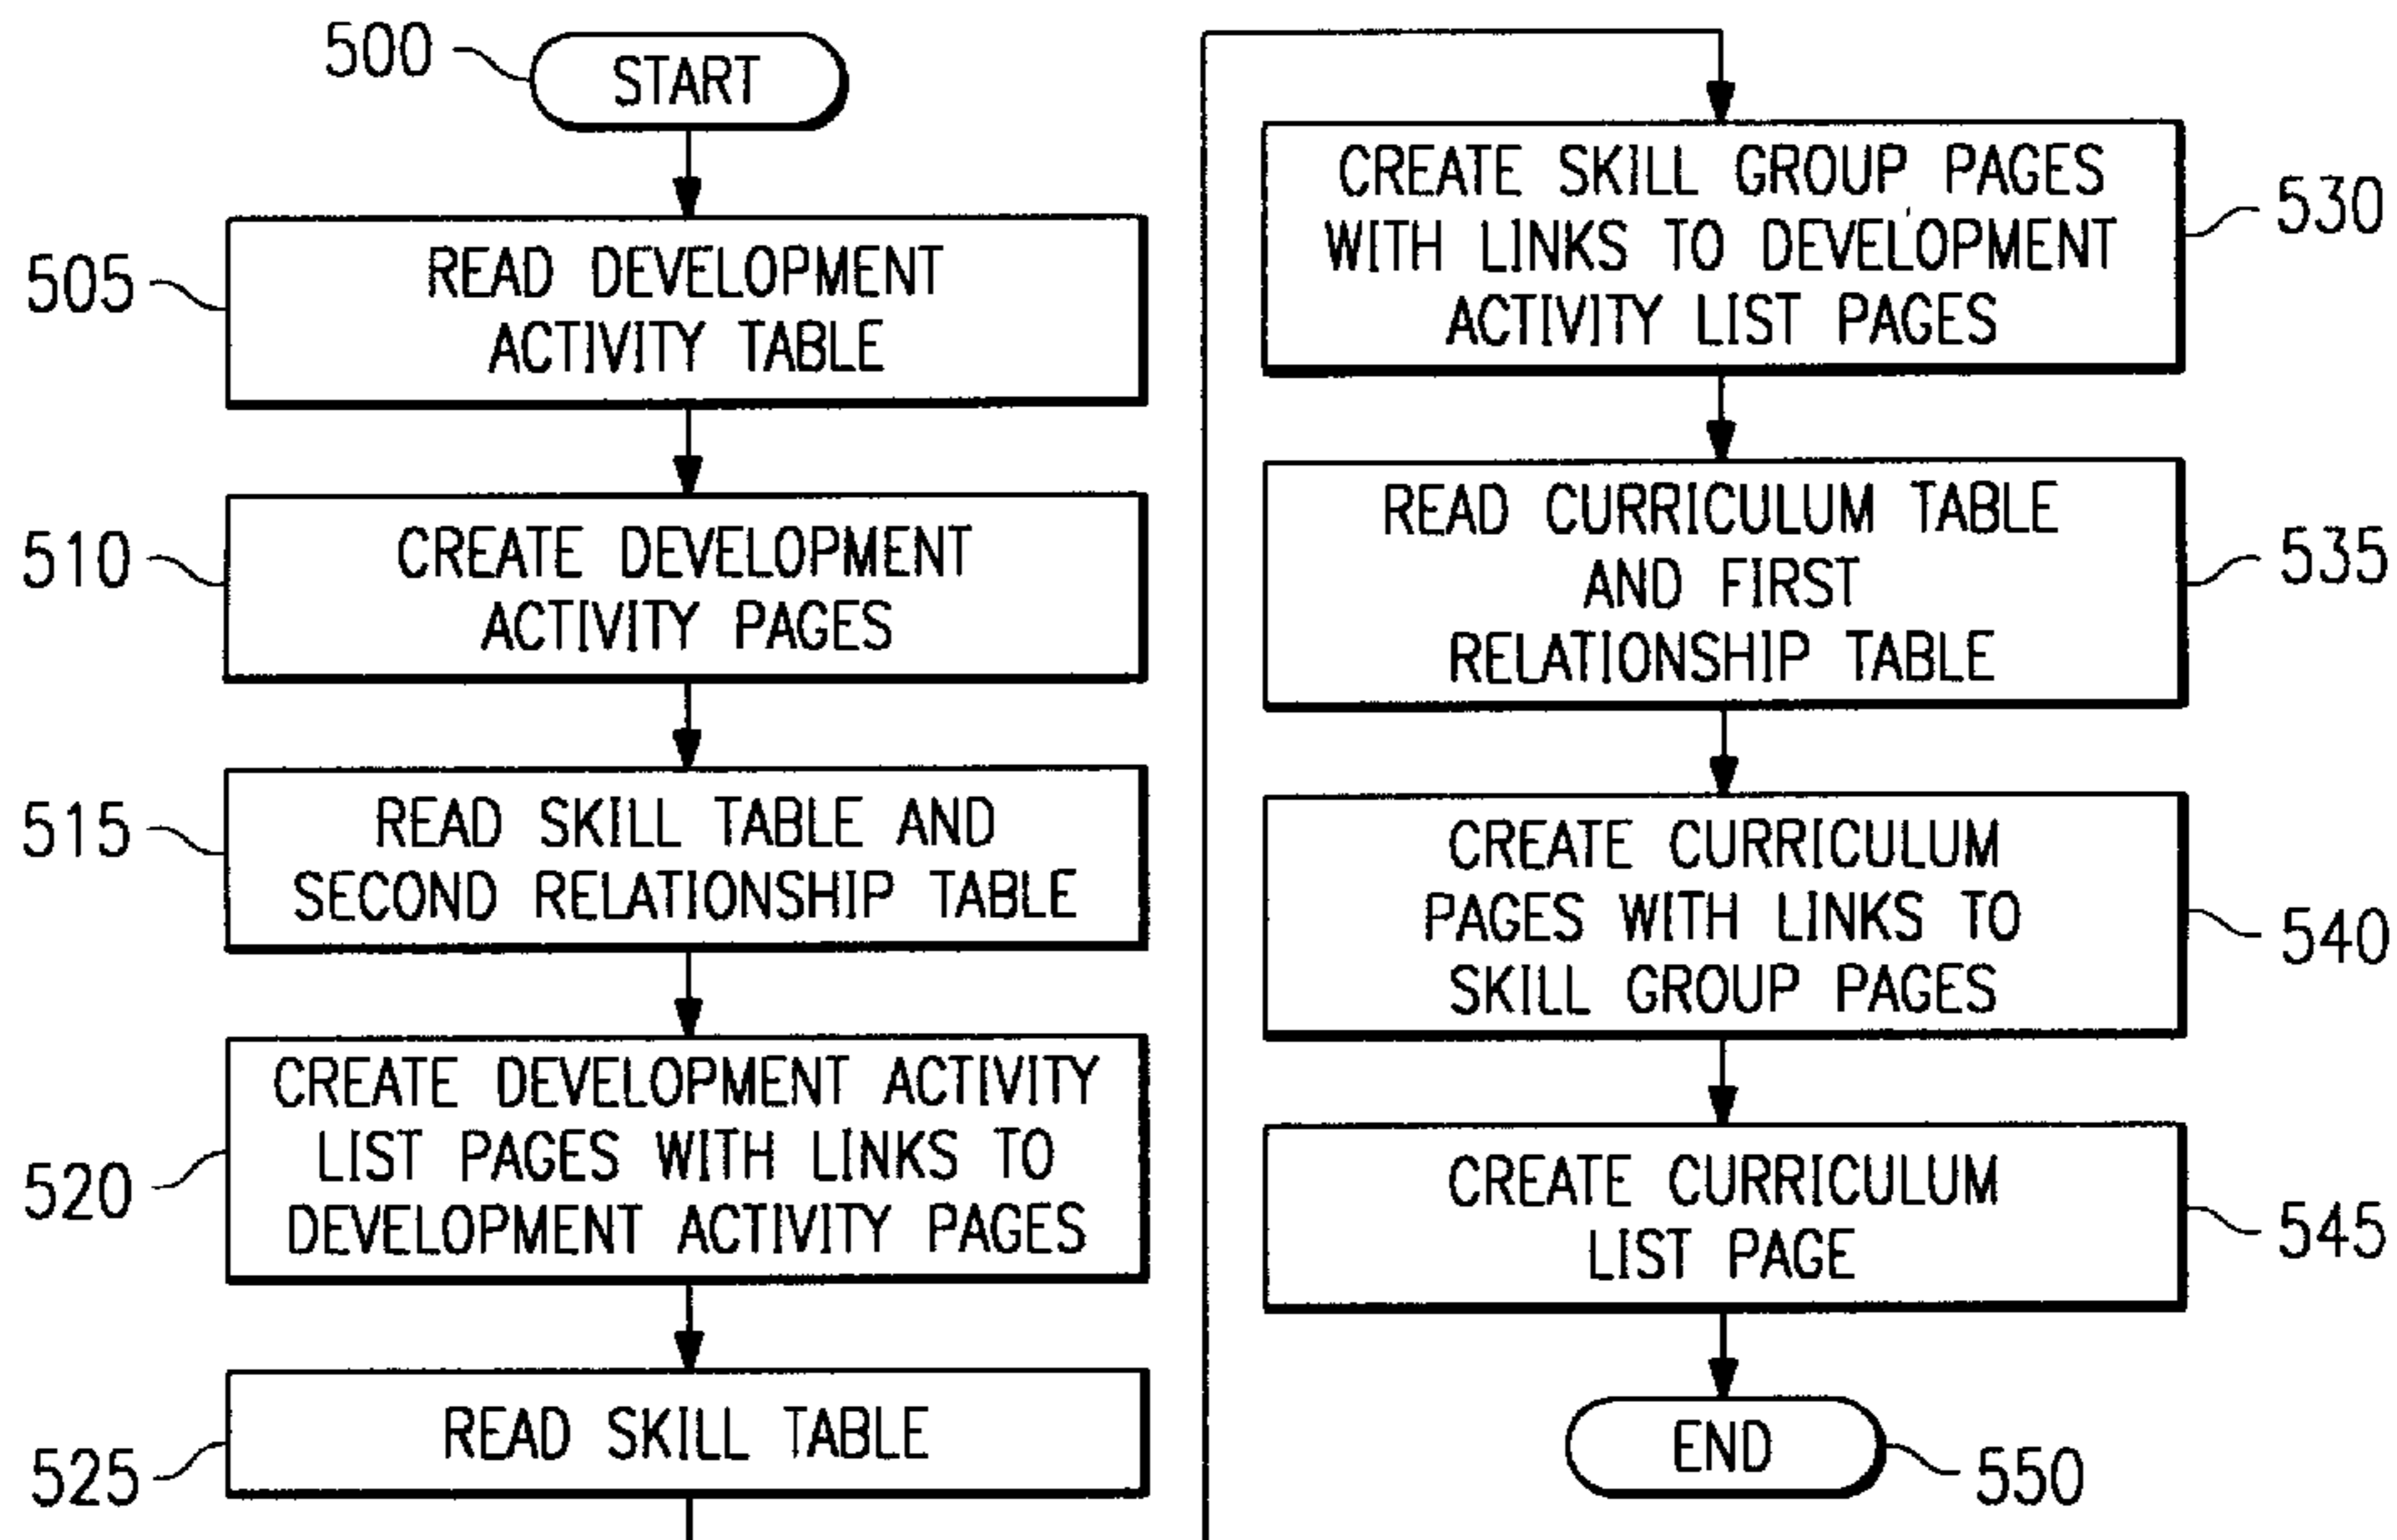 500
START
505
READ DEVELOPMENT
ACTIVITY TABLE
510
CREATE DEVELOPMENT
ACTIVITY PAGES
515
READ SKILL TABLE AND
SECOND RELATIONSHIP TABLE
520
CREATE DEVELOPMENT ACTIVITY
LIST PAGES WITH LINKS TO
DEVELOPMENT ACTIVITY PAGES
525
READ SKILL TABLE
CREATE SKILL GROUP PAGES
WITH LINKS TO DEVELOPMENT
ACTIVITY LIST PAGES
530
READ CURRICULUM TABLE
AND FIRST
RELATIONSHIP TABLE
535
CREATE CURRICULUM
PAGES WITH LINKS TO
SKILL GROUP PAGES
540
CREATE CURRICULUM
LIST PAGE
545
END
550